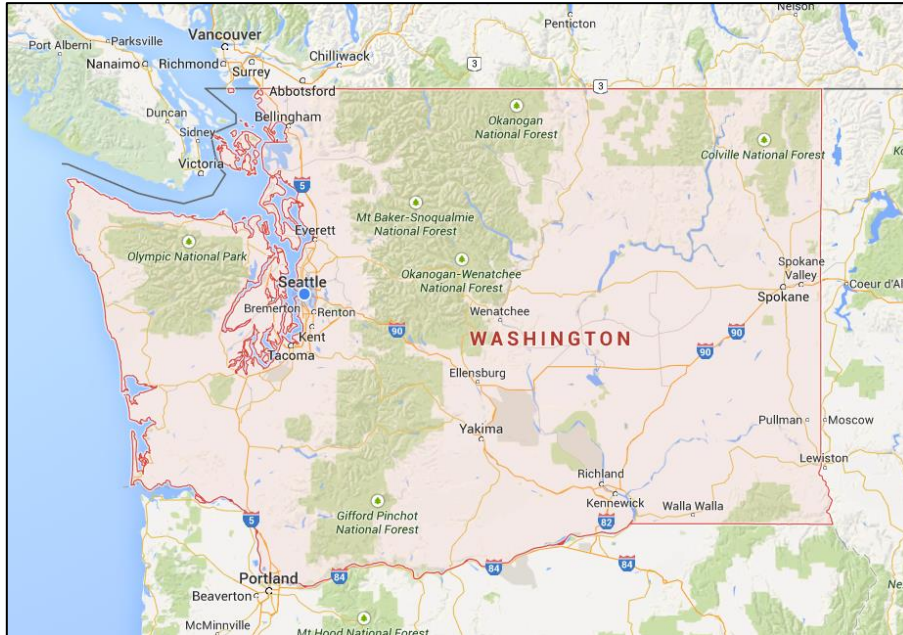 Nelson
Penticton
Port Alberni
Parksville
Vancouver
Nanaimo
Richmond
Surrey
Chilliwack
3
Abbotsford
3
Bellingham
Duncan
Sidney
Victoria
Okanogan
National Forest
Colville National Forest
5
Mt Baker-Snoqualmie
National Forest
Everett
Olympic National Park
Okanogan-Wenatchee
National Forest
Spokane
Valley
Seattle
Spokane
Coeur d'Al
Bremerton
Renton
Wenatchee
Kent
90
WASHINGTON
90
Tacoma
90
Ellensburg
Yakima
Pullman
Moscow
Lewiston
Richland
Kennewick
Walla Walla
Gifford Pinchot
National Forest
5
82
84
84
84
Portland
Beaverton
McMinnville
Mt Hood National Forest